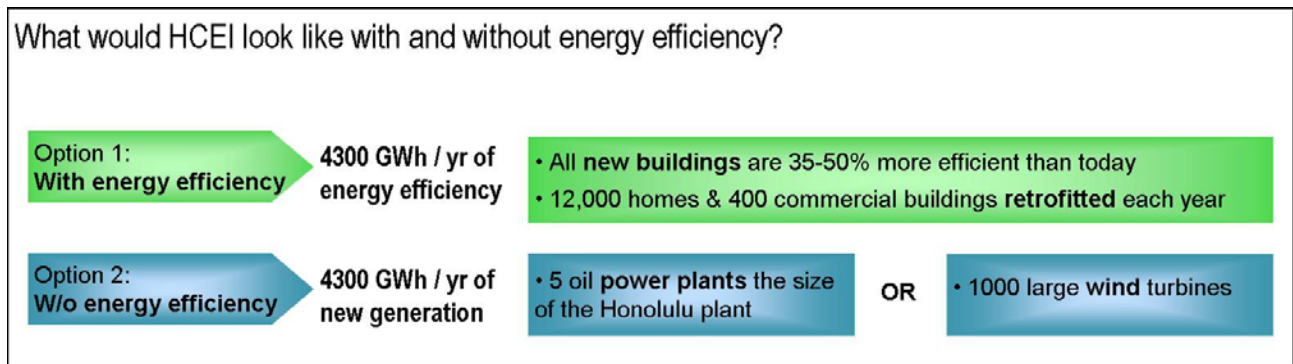 What would HCEI look like with and without energy efficiency?
Option 1:
With energy efficiency
4300 GWh / yr of
energy efficiency
• All new buildings are 35-50% more efficient than today
• 12,000 homes & 400 commercial buildings retrofitted each year
Option 2:
W/o energy efficiency
4300 GWh / yr of
new generation
• 5 oil power plants the size
of the Honolulu plant
OR
• 1000 large wind turbines